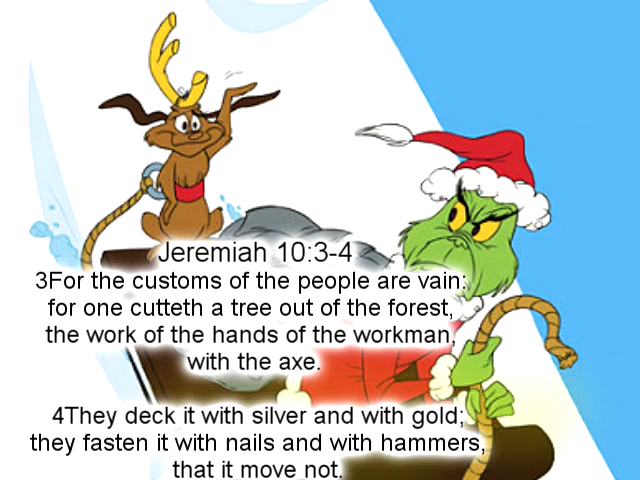 Jeremiah 10:3-4
3For the customs of the people are vain:
for one cutteth a tree out of the forest,
the work of the hands of the workman,
with the axe.
4They deck it with silver and with gold;
they fasten it with nails and with hammers,
that it move not.